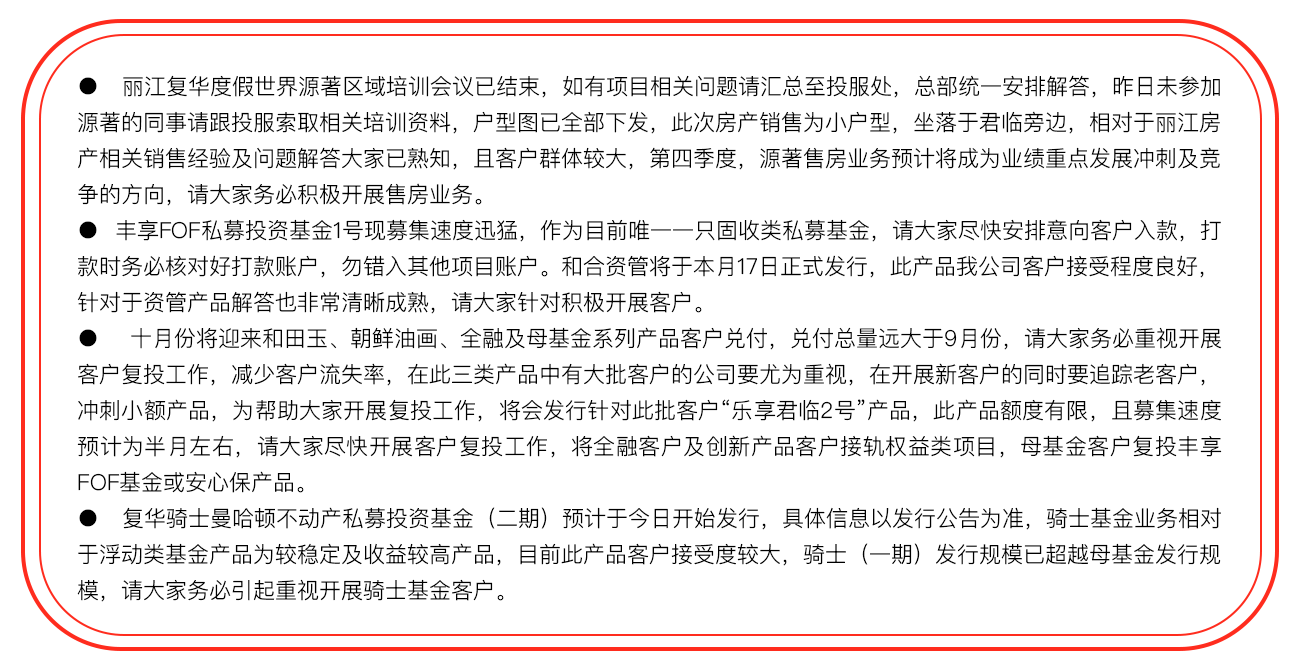 ● 丽江复华度假世界源著区域培训会议已结束，如有项目相关问题请汇总至投服处，总部统一安排解答，昨日未参加
源著的同事请跟投服索取相关培训资料，户型图已全部下发，此次房产销售为小户型，坐落于君临旁边，相对于丽江房
产相关销售经验及问题解答大家已熟知，且客户群体较大，第四季度，源著售房业务预计将成为业绩重点发展冲刺及竞
争的方向，请大家务必积极开展售房业务。
● 丰享FOF私募投资基金1号现募集速度迅猛，作为目前唯一一只固收类私募基金，请大家尽快安排意向客户入款，打
款时务必核对好打款账户，勿错入其他项目账户。和合资管将于本月17日正式发行，此产品我公司客户接受程度良好，
针对于资管产品解答也非常清晰成熟，请大家针对积极开展客户。
● 十月份将迎来和田玉、朝鲜油画、全融及母基金系列产品客户兑付，兑付总量远大于9月份，请大家务必重视开展
客户复投工作，减少客户流失率，在此三类产品中有大批客户的公司要尤为重视，在开展新客户的同时要追踪老客户，
冲刺小额产品，为帮助大家开展复投工作，将会发行针对此批客户“乐享君临2号”产品，此产品额度有限，且募集速度
预计为半月左右，请大家尽快开展客户复投工作，将全融客户及创新产品客户接轨权益类项目，母基金客户复投丰享
FOF基金或安心保产品。
● 复华骑士曼哈顿不动产私募投资基金（二期）预计于今日开始发行，具体信息以发行公告为准，骑士基金业务相对
于浮动类基金产品为较稳定及收益较高产品，目前此产品客户接受度较大，骑士（一期）发行规模已超越母基金发行规
模，请大家务必引起重视开展骑士基金客户。